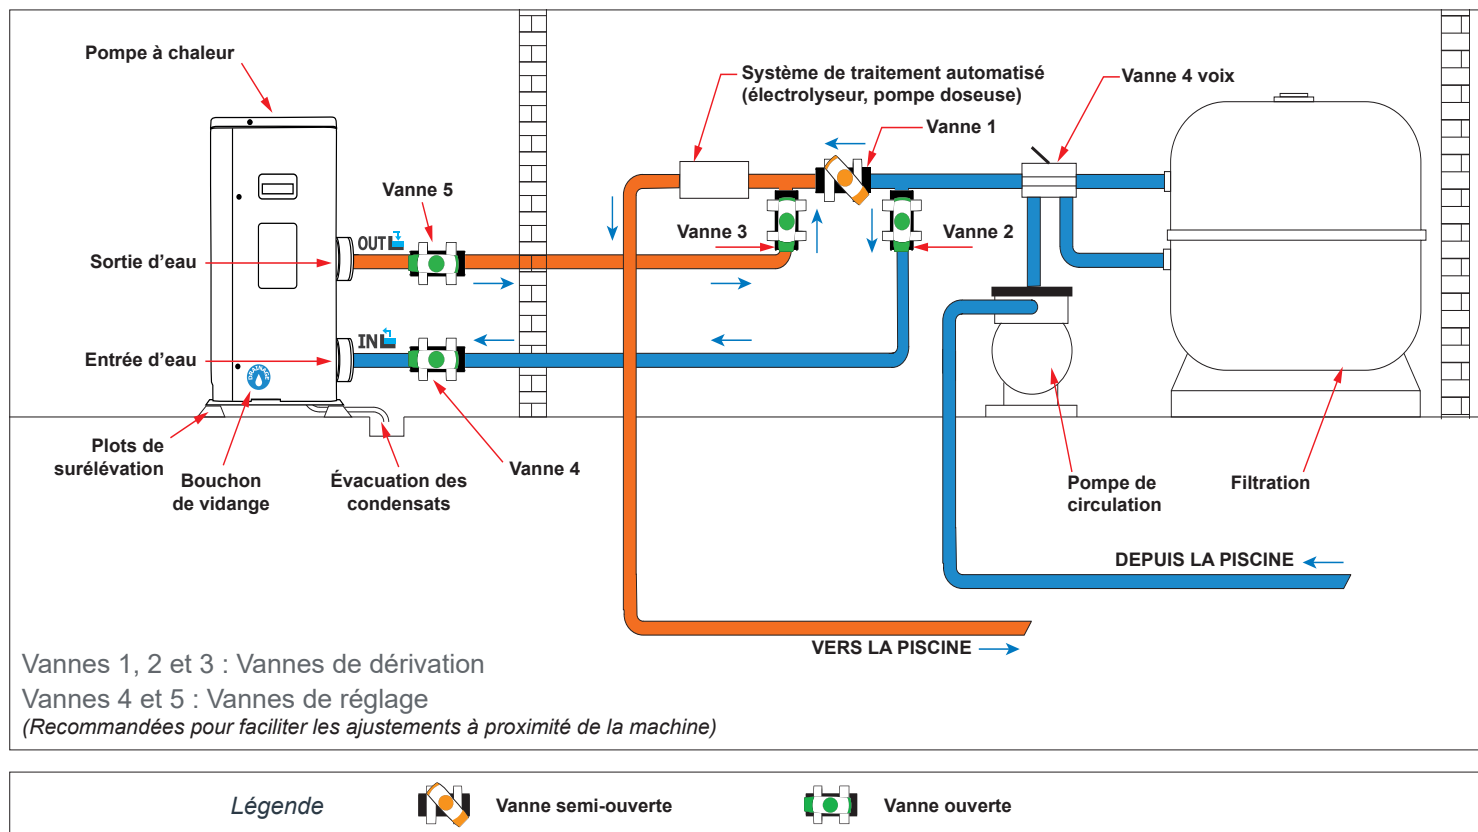 Pompe à chaleur
Système de traitement automatisé
(électrolyseur, pompe doseuse)
Vanne 4 voix
Vanne 1
Vanne 5
Vanne 3
Vanne 2
OUT
Sortie d'eau
IN
Entrée d'eau
Plots de
surélévation
Bouchon
de vidange
Évacuation des
condensats
Vanne 4
Pompe de
circulation
Filtration
DEPUIS LA PISCINE
VERS LA PISCINE
Vannes 1, 2 et 3 : Vannes de dérivation
Vannes 4 et 5 : Vannes de réglage
(Recommandées pour faciliter les ajustements à proximité de la machine)
Légende
Vanne semi-ouverte
Vanne ouverte